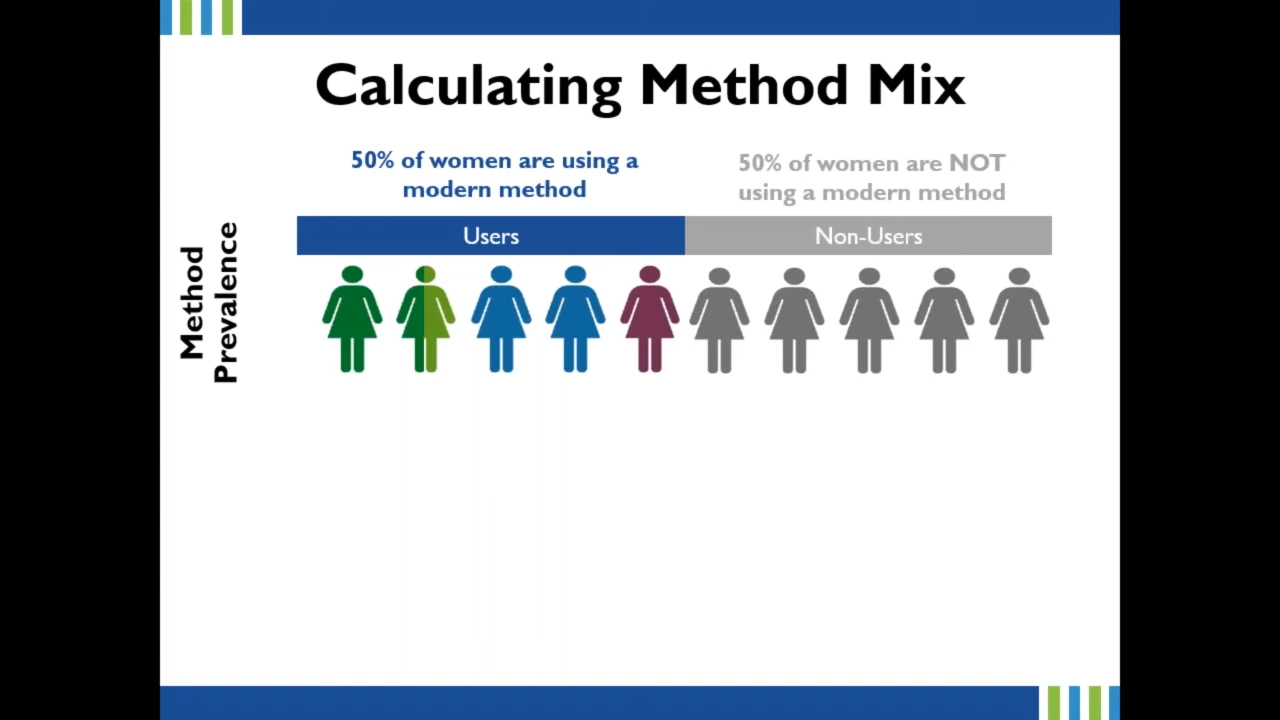 Calculating Method Mix
50% of women are using a
modern method
50% of women are NOT
using a modern method
Users
Non-Users
Method
Prevalence